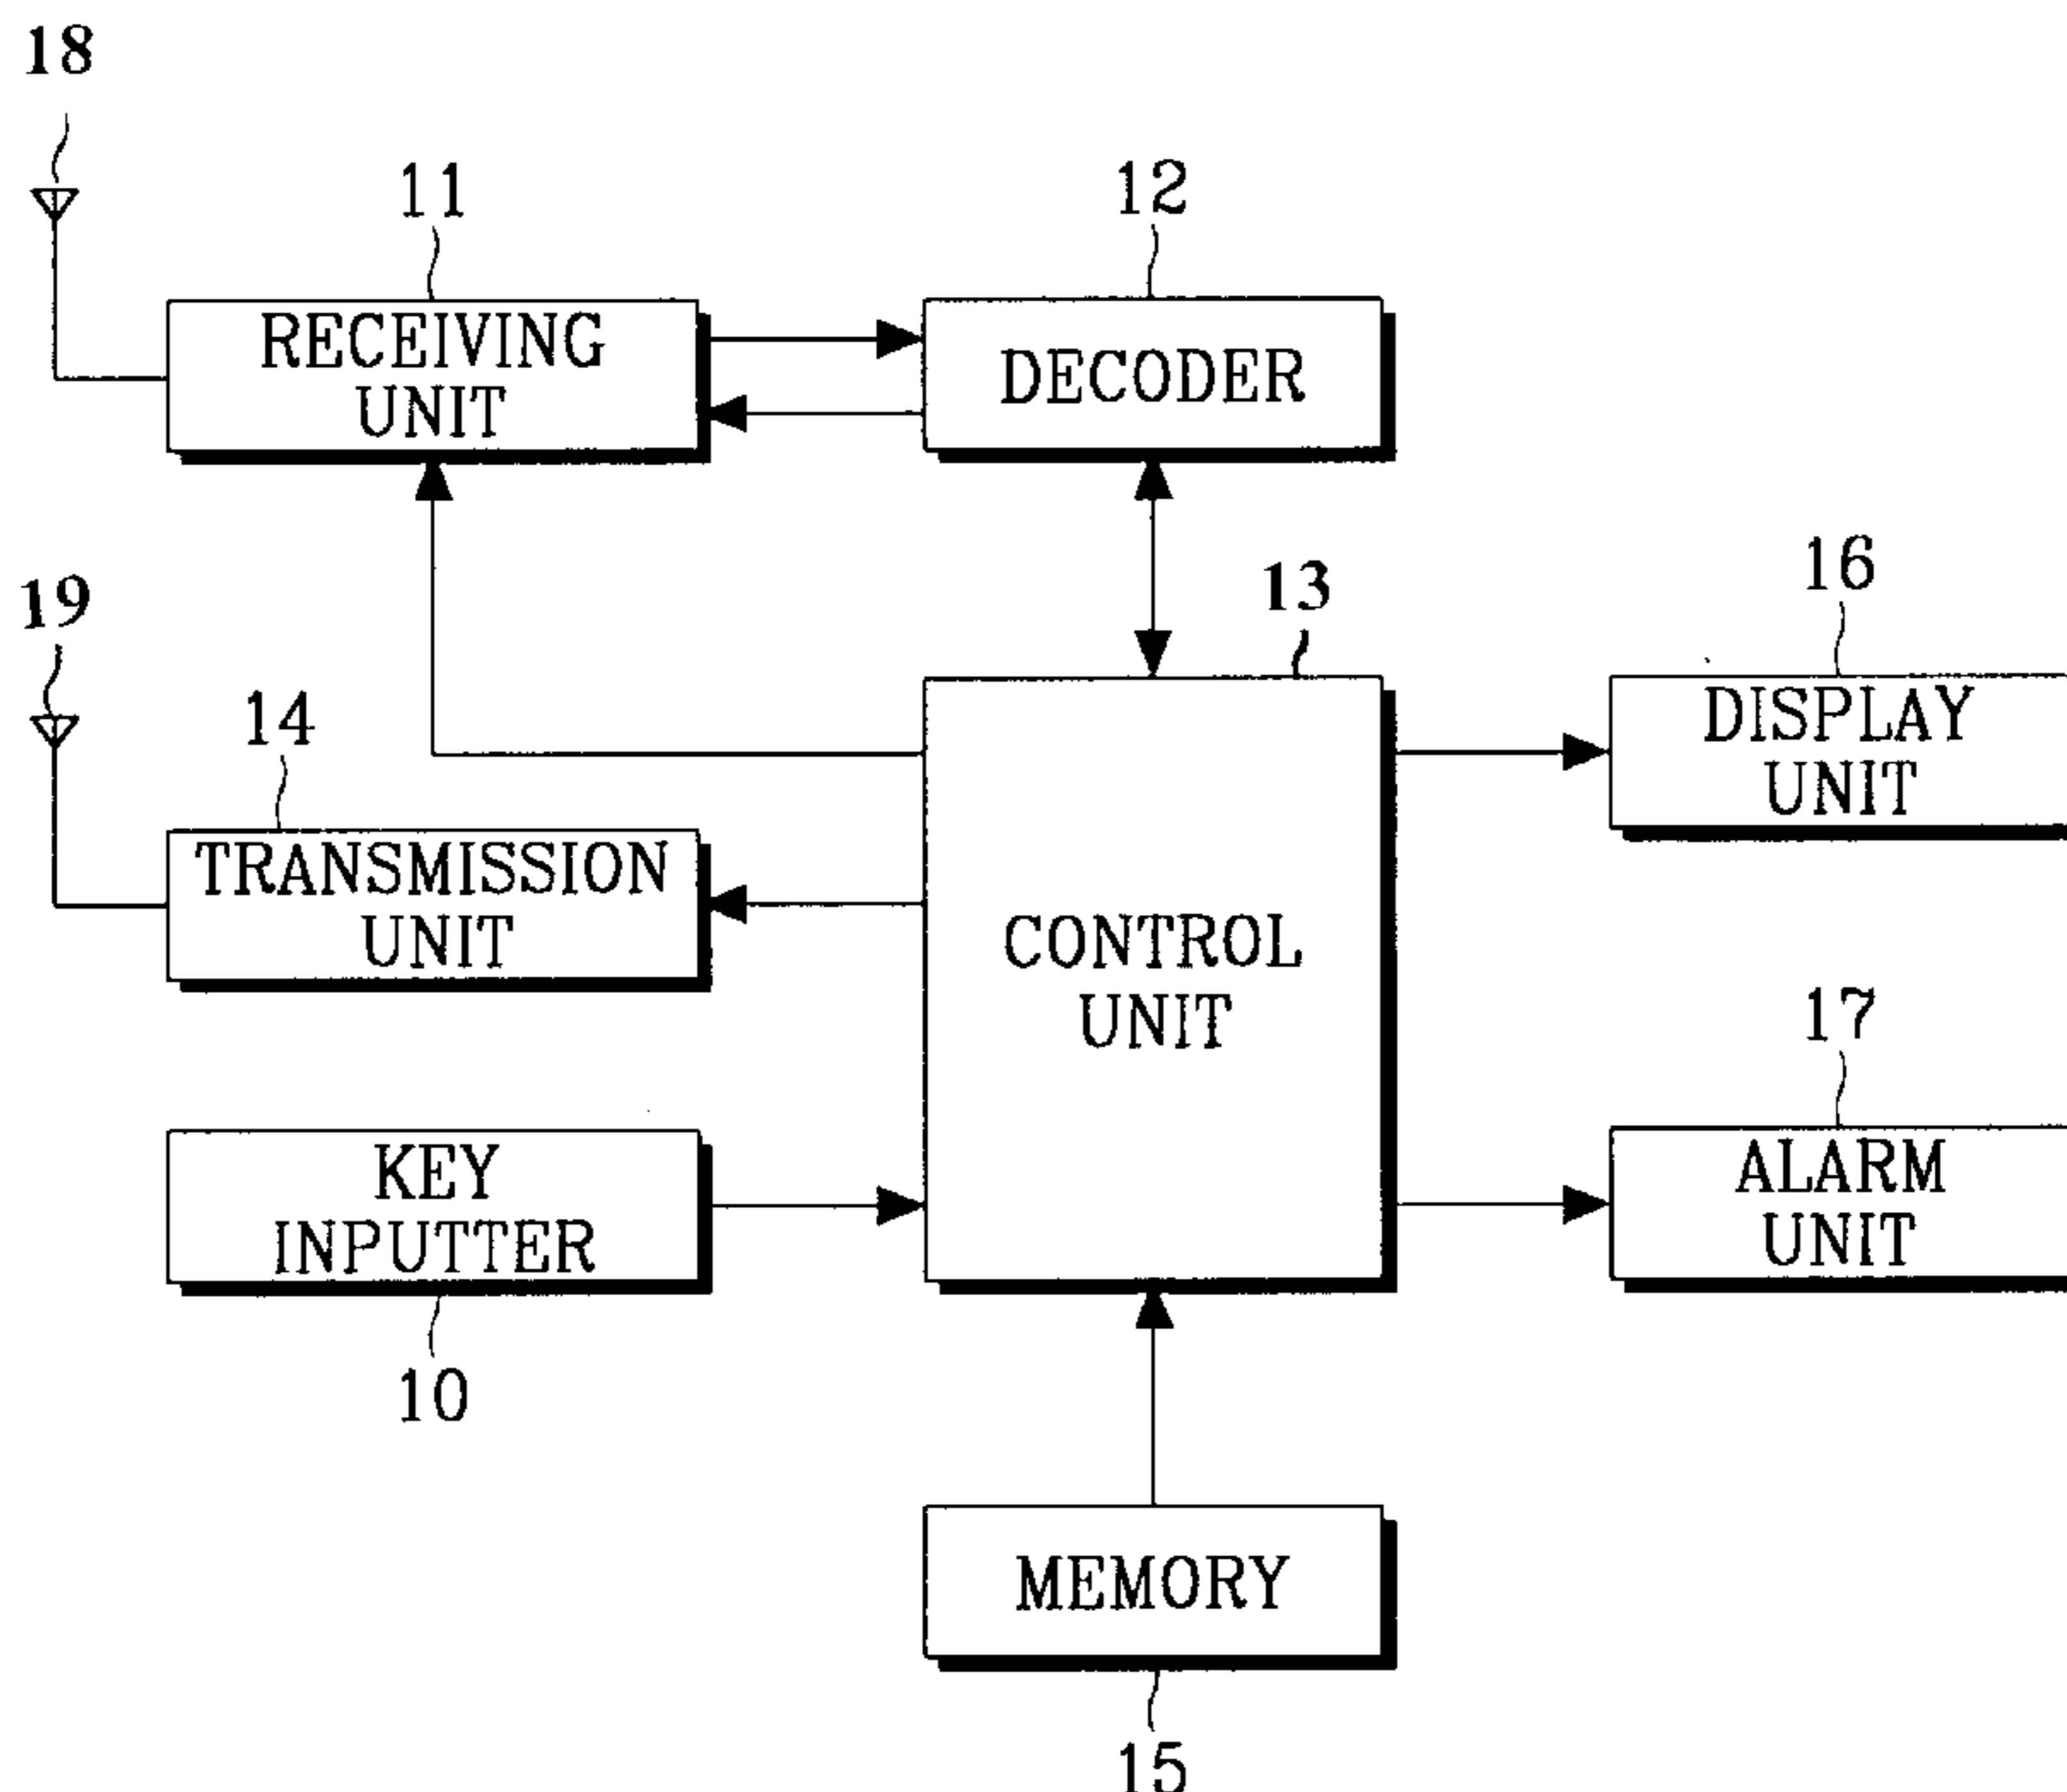 18
11
12
RECEIVING
UNIT
DECODER
19
14
13
16
TRANSMISSION
UNIT
CONTROL
UNIT
DISPLAY
UNIT
17
KEY
INPUTTER
ALARM
UNIT
10
MEMORY
15